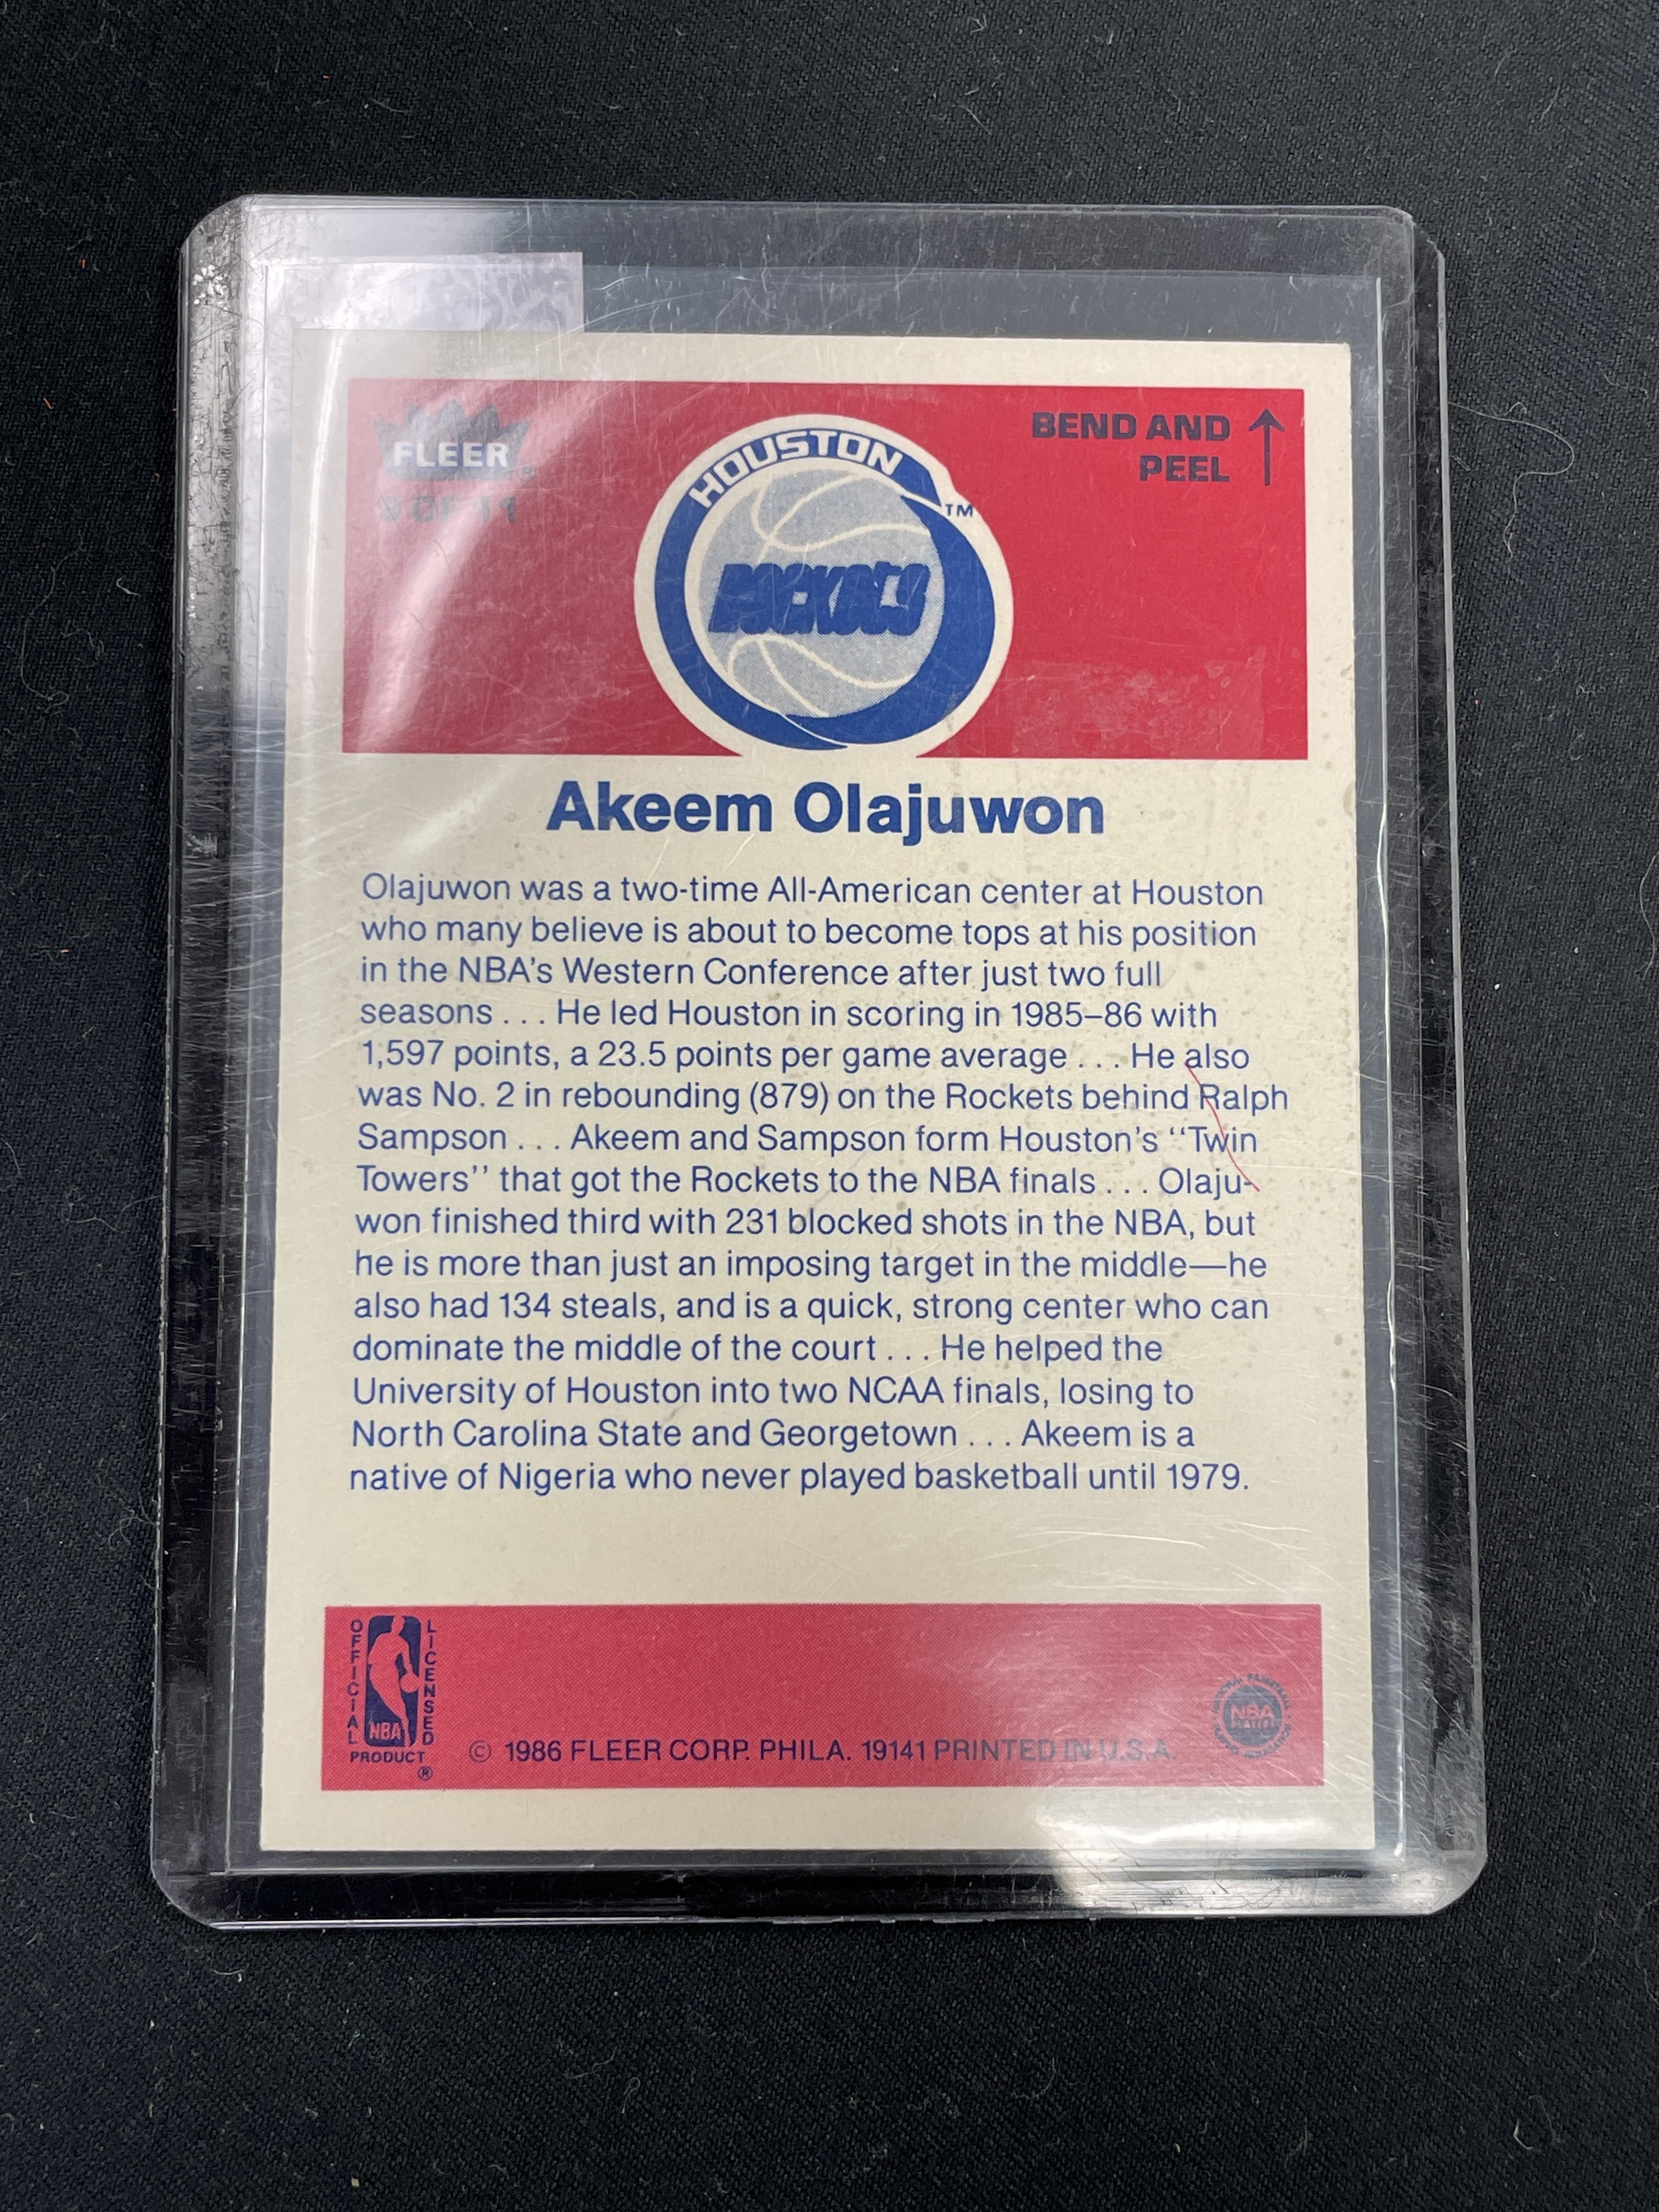 FLEER®
9 OF 11
HOUSTON
TM
ROCKETS
BEND AND
PEEL
Akeem Olajuwon
Olajuwon was a two-time All-American center at Houston
who many believe is about to become tops at his position
in the NBA's Western Conference after just two full
seasons . . . He led Houston in scoring in 1985–86 with
1,597 points, a 23.5 points per game average . . . He also
was No. 2 in rebounding (879) on the Rockets behind Ralph
Sampson . . . Akeem and Sampson form Houston's ‘‘Twin
Towers’’ that got the Rockets to the NBA finals . . . Olaju-
won finished third with 231 blocked shots in the NBA, but
he is more than just an imposing target in the middle—he
also had 134 steals, and is a quick, strong center who can
dominate the middle of the court . . . He helped the
University of Houston into two NCAA finals, losing to
North Carolina State and Georgetown . . . Akeem is a
native of Nigeria who never played basketball until 1979.
OFFICIAL
NBA
LICENSED
PRODUCT
®
© 1986 FLEER CORP. PHILA. 19141 PRINTED IN U.S.A.
NBA
PLAYERS